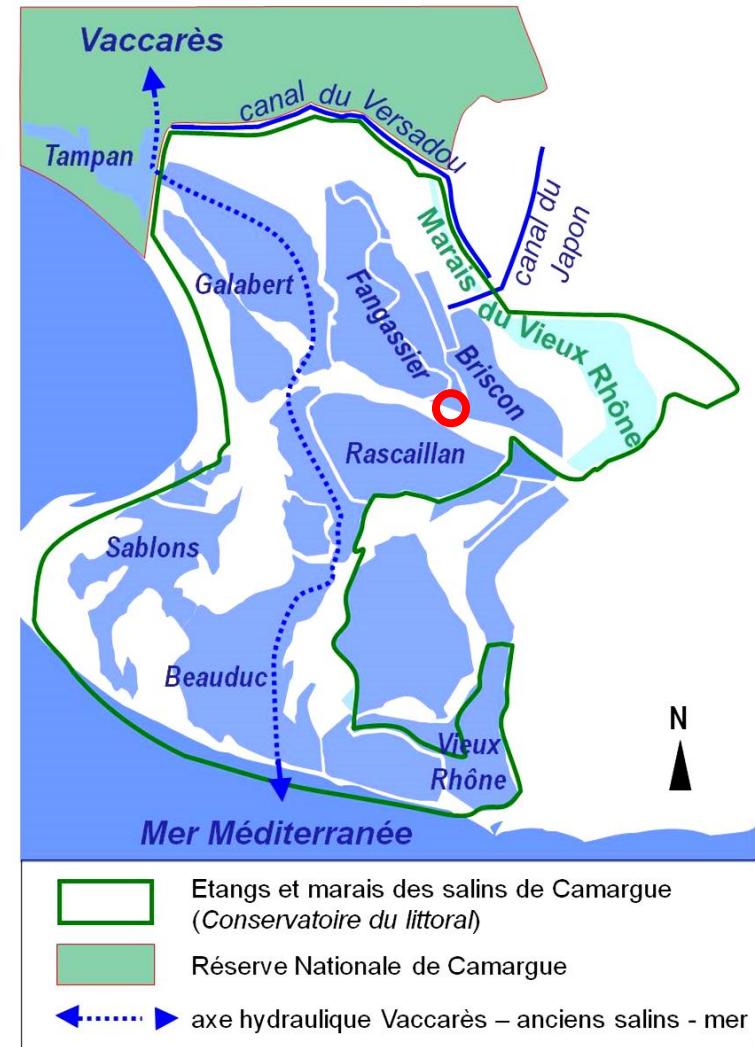 Vaccarès
canal du Versadou
Tampan
canal du
Japon
Marais du Vieux Rhône
Galabert
Fangassier
Briscon
Rascaillan
Sablons
Beauduc
N
Vieux
Rhône
Mer Méditerranée
Etangs et marais des salins de Camargue
(Conservatoire du littoral)
Réserve Nationale de Camargue
axe hydraulique Vaccarès – anciens salins - mer